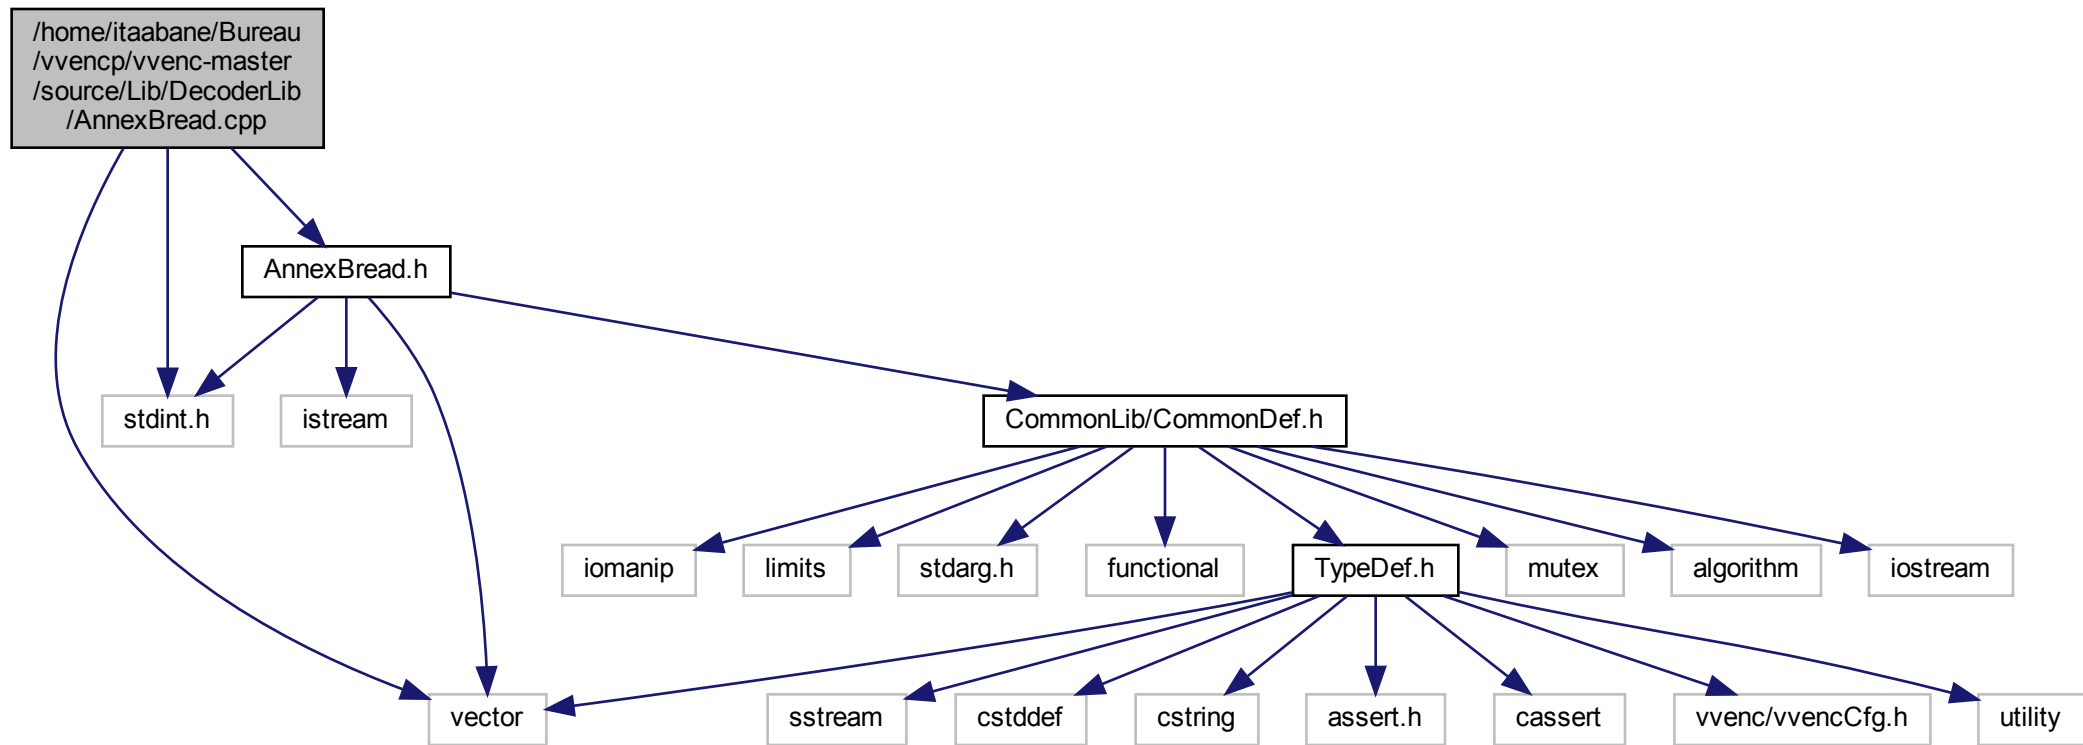 /home/itaabane/Bureau
/vvencp/vvenc-master
/source/Lib/DecoderLib
/AnnexBread.cpp
AnnexBread.h
stdint.h
istream
CommonLib/CommonDef.h
iomanip
limits
stdarg.h
functional
TypeDef.h
mutex
algorithm
iostream
vector
sstream
cstddef
cstring
assert.h
cassert
vvenc/vvencCfg.h
utility